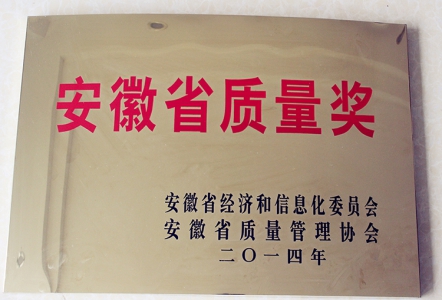 安徽省质量奖
安徽省经济和信息化委员会
安徽省质量管理协会
二〇一四年